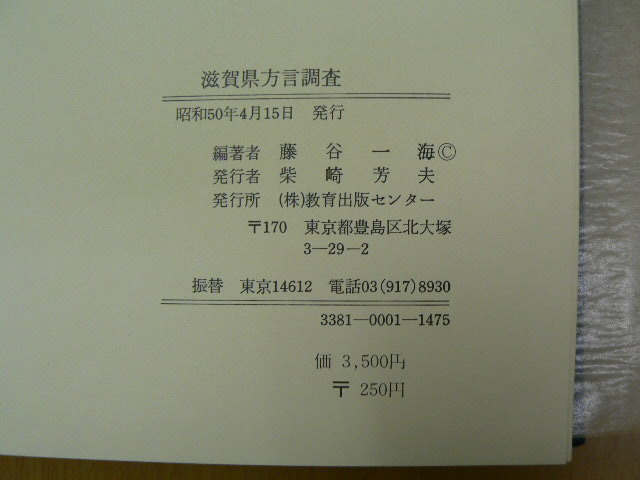 滋賀県方言調査
昭和50年4月15日 発行
編著者 藤谷一海©
発行者 柴崎芳夫
発行所 (株)教育出版センター
〒170 東京都豊島区北大塚
3—29—2
振替 東京14612 電話03(917)8930
3381—0001—1475
価 3,500円
〒 250円